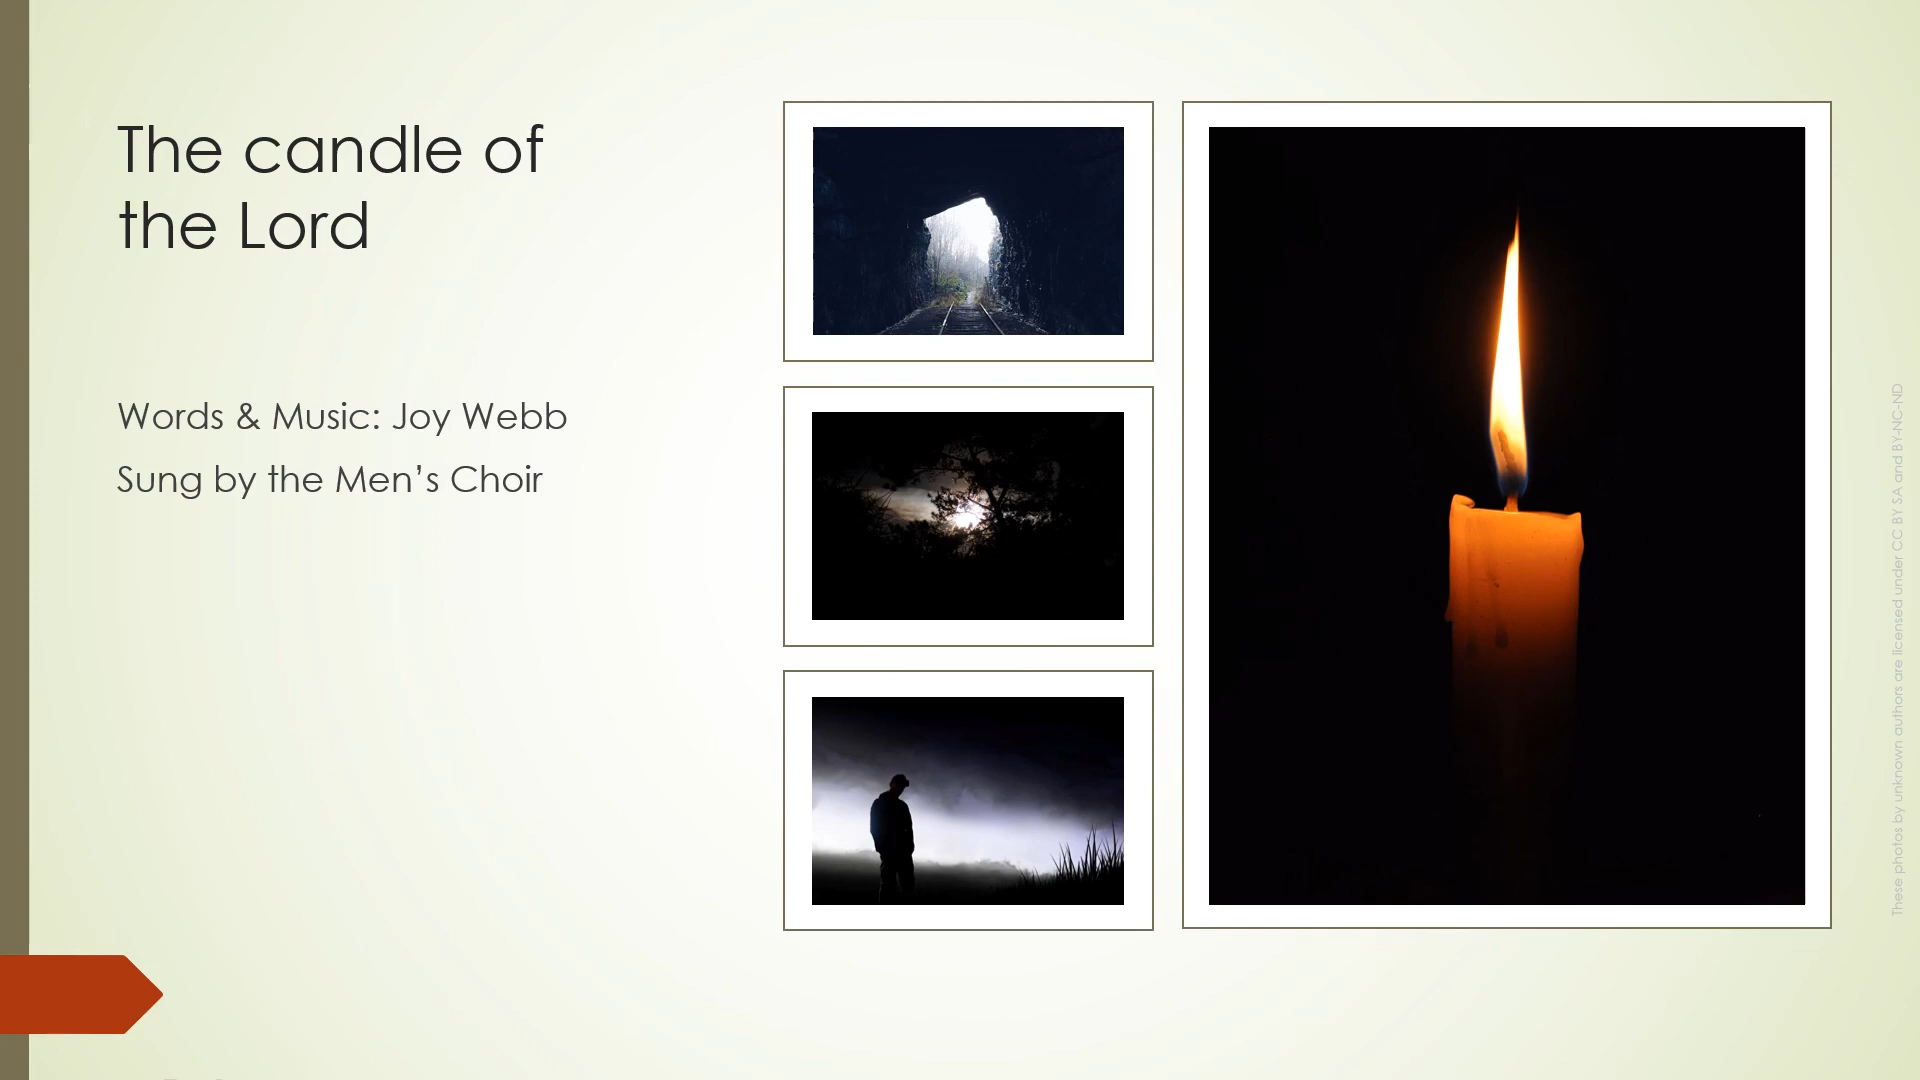 The candle of
the Lord
Words & Music: Joy Webb
Sung by the Men’s Choir
These photos by unknown authors are licensed under CC BY SA and BY-NC-ND